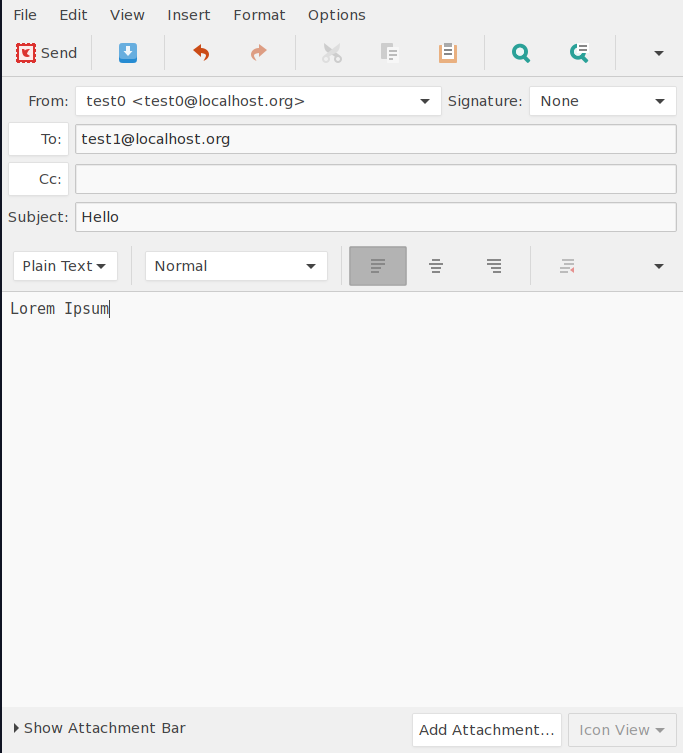 File Edit View Insert Format Options
Send
From: test0 <test0@localhost.org> Signature: None
To: test1@localhost.org
Cc:
Subject: Hello
Plain Text Normal
Lorem Ipsum
Show Attachment Bar Add Attachment... Icon View